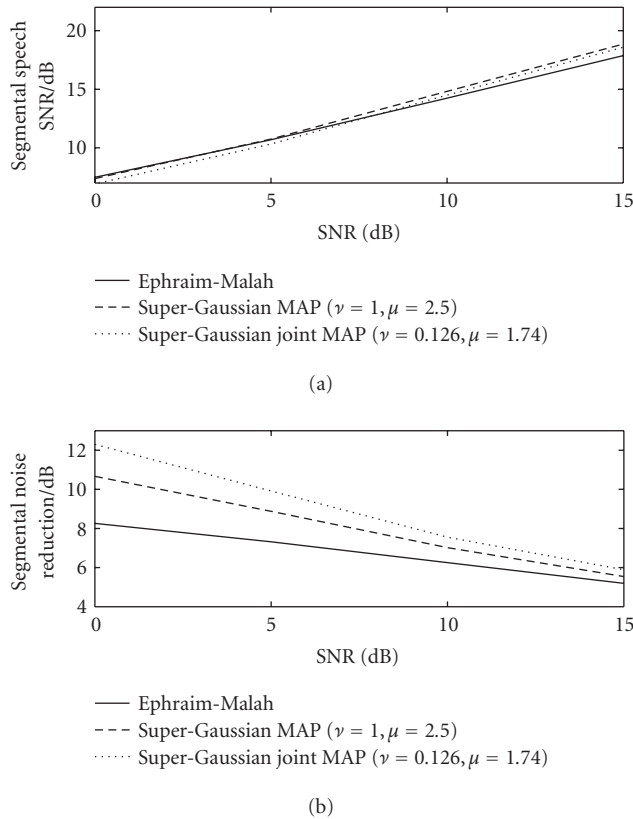 20
15
10
Segmental speech
SNR/dB
0
5
10
15
SNR (dB)
Ephraim-Malah
Super-Gaussian MAP (ν = 1, μ = 2.5)
Super-Gaussian joint MAP (ν = 0.126, μ = 1.74)
(a)
12
10
8
6
4
Segmental noise
reduction/dB
0
5
10
15
SNR (dB)
Ephraim-Malah
Super-Gaussian MAP (ν = 1, μ = 2.5)
Super-Gaussian joint MAP (ν = 0.126, μ = 1.74)
(b)